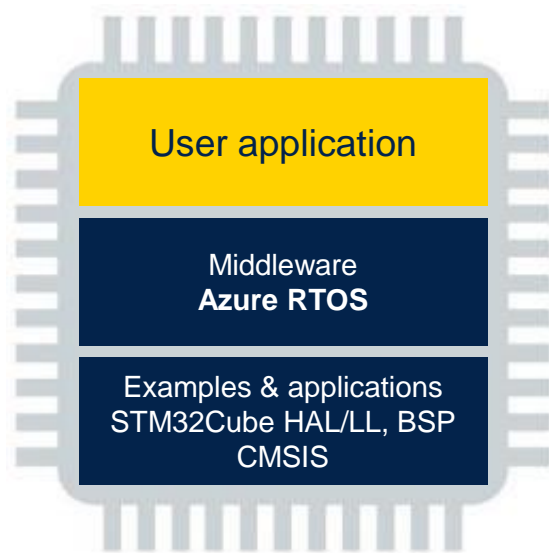 User application
Middleware
Azure RTOS
Examples & applications
STM32Cube HAL/LL, BSP
CMSIS